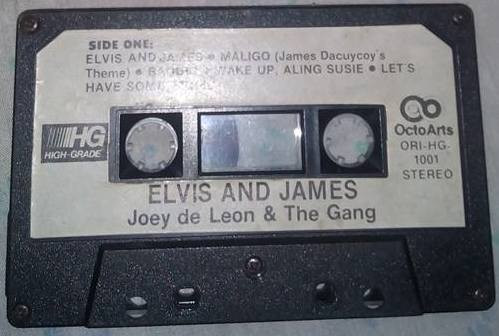 SIDE ONE:
ELVIS AND JAMES ● MALIGO (James Dacuycoy's
Theme) ● WAKE UP, ALING SUSIE ● LET'S
HAVE SOME
HG
HIGH-GRADE
OctoArts
ORI-HG-
1001
STEREO
ELVIS AND JAMES
Joey de Leon & The Gang